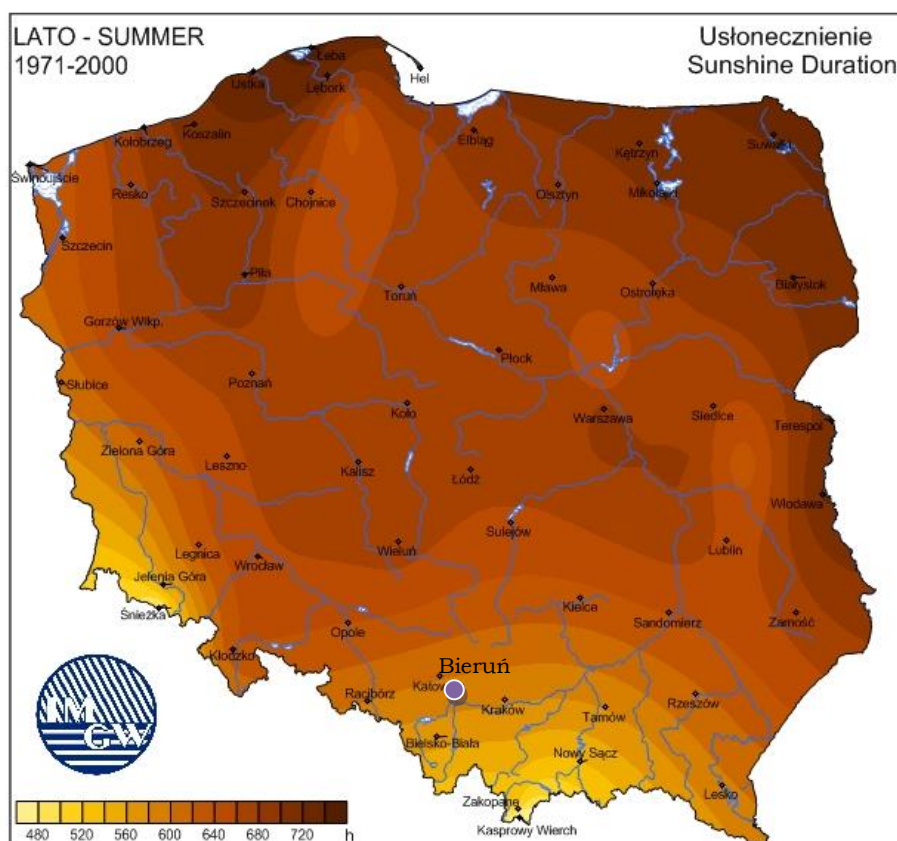 LATO - SUMMER
1971-2000
Usłonecznienie
Sunshine Duration
Łeba
Ustka
Lębork
Hel
Koszalin
Kołobrzeg
Elbląg
Kętrzyn
Suwałki
Świnoujście
Resko
Szczecinek
Chojnice
Olsztyn
Mikołajki
Szczecin
Piła
Toruń
Mława
Ostrołęka
Białystok
Gorzów Wlkp.
Płock
Słubice
Poznań
Koło
Warszawa
Siedlce
Terespol
Zielona Góra
Leszno
Kalisz
Łódź
Włodawa
Sulejów
Legnica
Wrocław
Wieluń
Lublin
Jelenia Góra
Śnieżka
Kielce
Sandomierz
Zamość
Opole
Kłodzko
Bieruń
Katow
Racibórz
Kraków
Tarnów
Rzeszów
Bielsko-Biała
Nowy Sącz
Lesko
Zakopane
Kasprowy Wierch
IM
GW
480 520 560 600 640 680 720 h